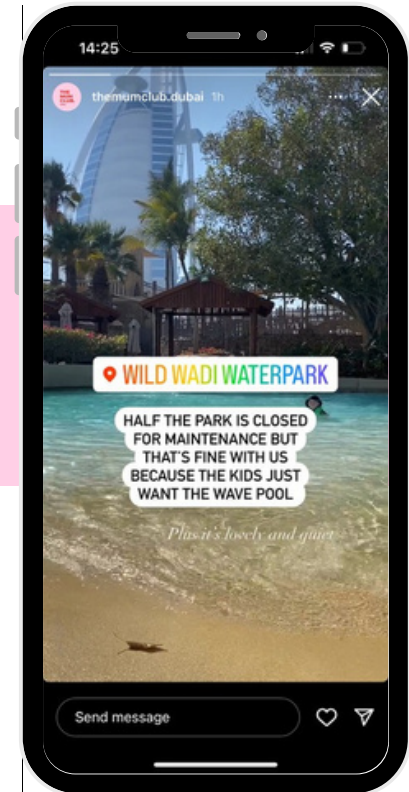 14:25
themumclub.dubai 1h
WILD WADI WATERPARK
HALF THE PARK IS CLOSED
FOR MAINTENANCE BUT
THAT'S FINE WITH US
BECAUSE THE KIDS JUST
WANT THE WAVE POOL
Plus it's lovely and quiet
Send message